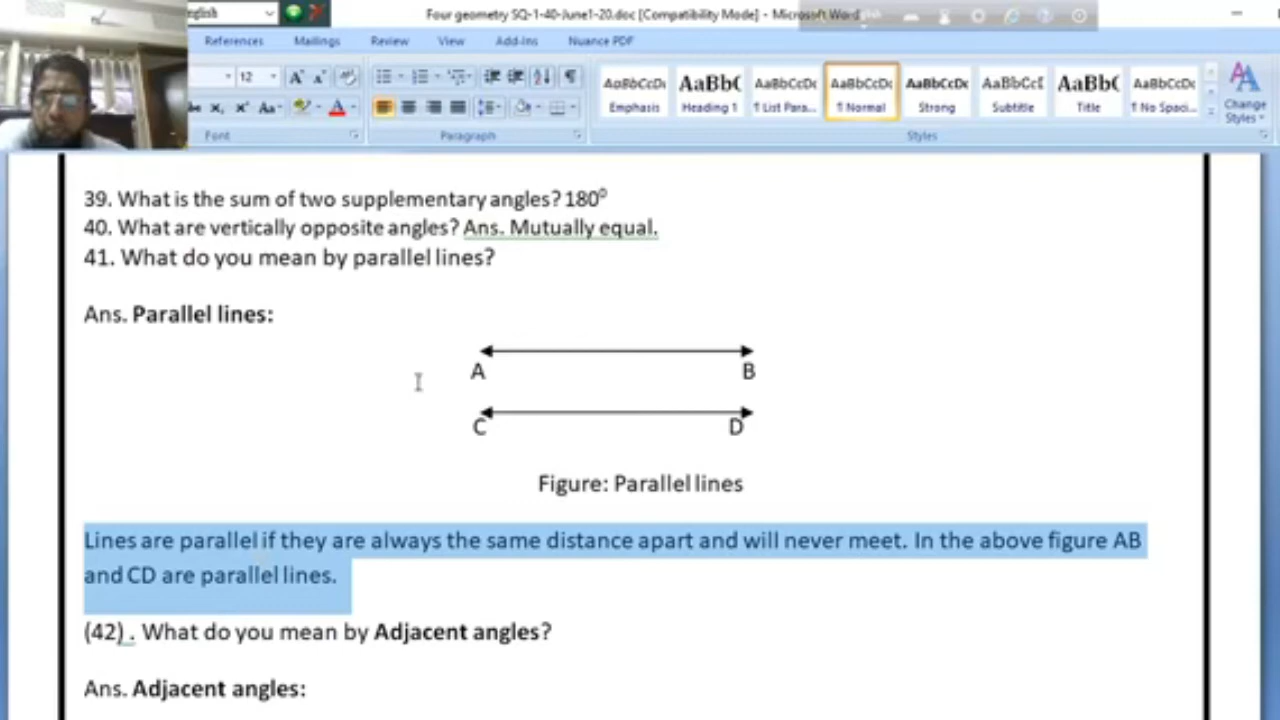 nglish
Four geometry SQ-1-40-June1-20.doc [Compatibility Mode] - Microsoft Word
References Mailings Review View Add-Ins Nuance PDF
12
AaBbCcDc AaBb( AaBbCcDc AaBbCcDc AaBbCcDc AaBbCcI AaBb( AaBbCcDc
Emphasis Heading 1 ¶ List Para... ¶ Normal Strong Subtitle Title ¶ No Spaci...
Change
Styles
Font Paragraph Styles
39. What is the sum of two supplementary angles? 180⁰
40. What are vertically opposite angles? Ans. Mutually equal.
41. What do you mean by parallel lines?
Ans. Parallel lines:
A B
C D
Figure: Parallel lines
Lines are parallel if they are always the same distance apart and will never meet. In the above figure AB
and CD are parallel lines.
(42) . What do you mean by Adjacent angles?
Ans. Adjacent angles: